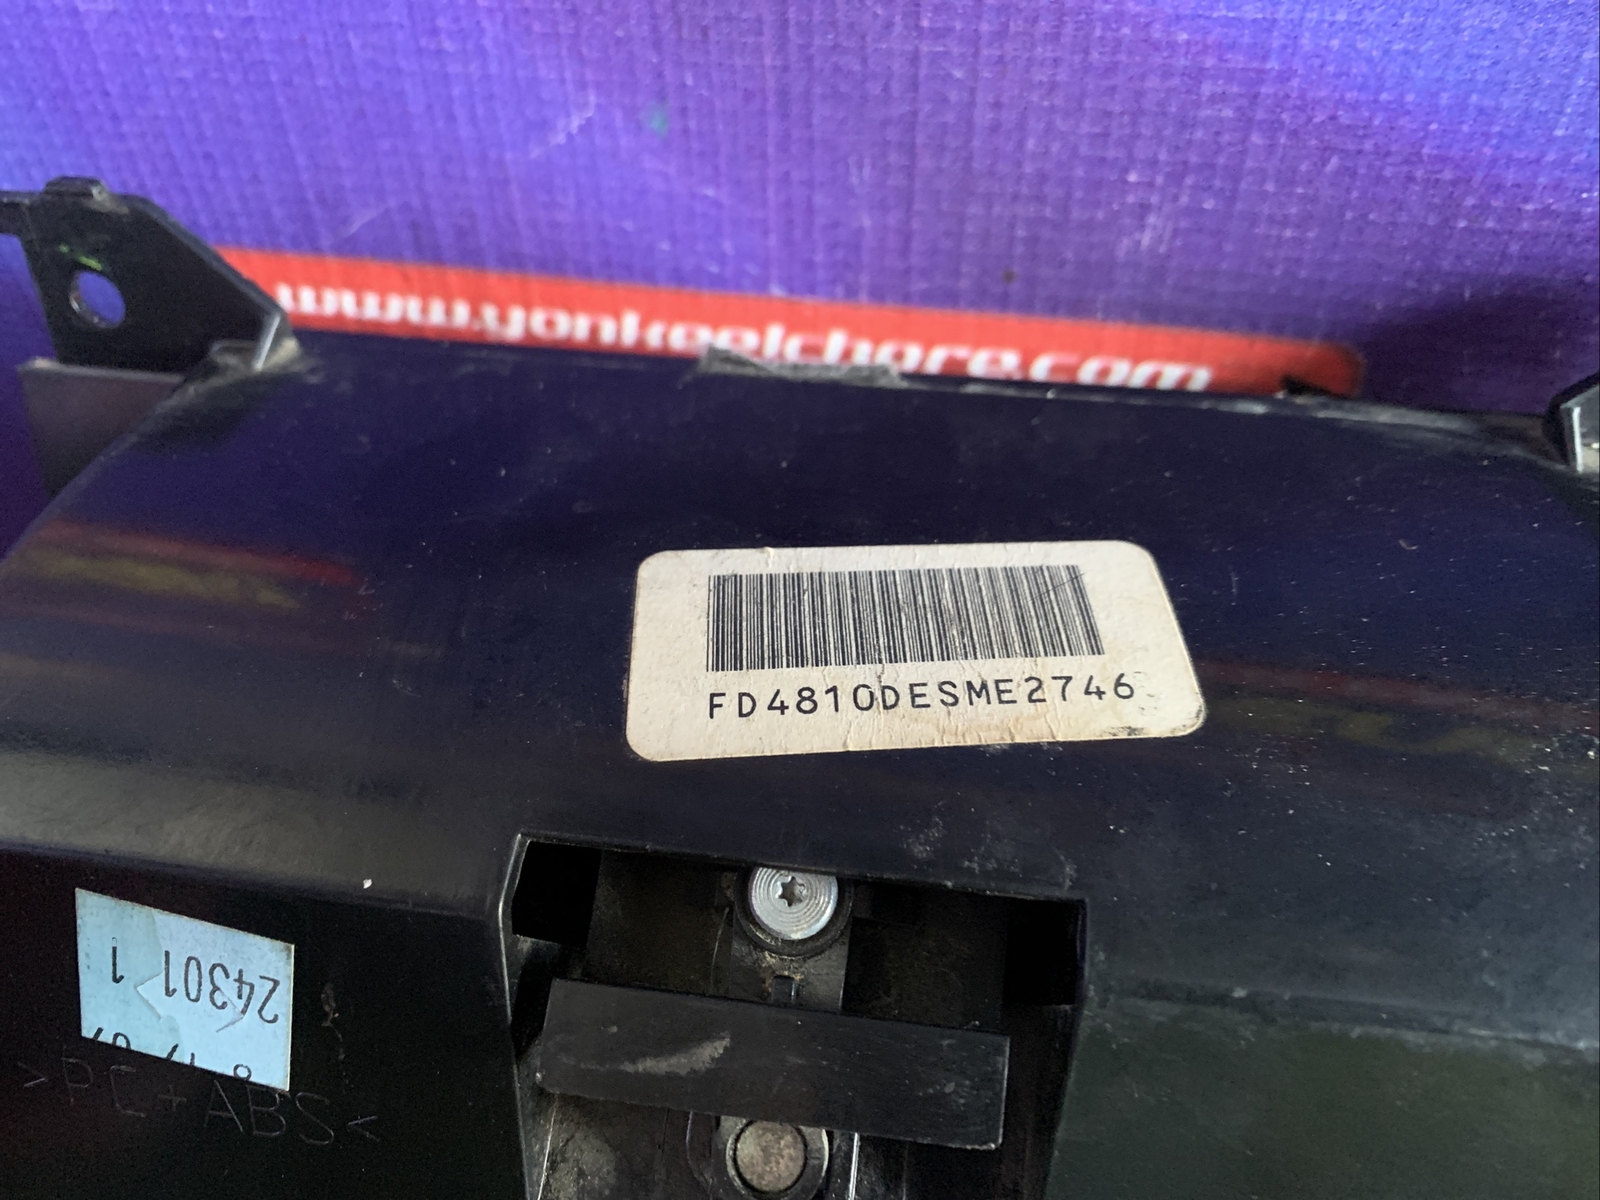 www.yonkeelchore.com
FD4810DESME2746
24301 1
>PC+ABS<